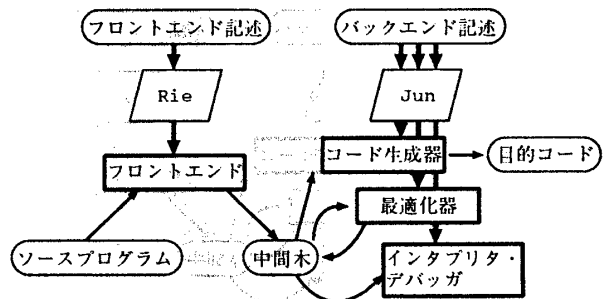 フロントエンド記述
バックエンド記述
Rie
Jun
フロントエンド
コード生成器
目的コード
最適化器
ソースプログラム
中間木
インタプリタ・
デバッガ